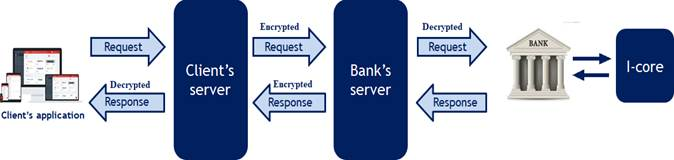 Request
Decrypted
Response
Client's application
Client's
server
Encrypted
Request
Encrypted
Response
Bank's
server
Decrypted
Request
Response
BANK
I-core